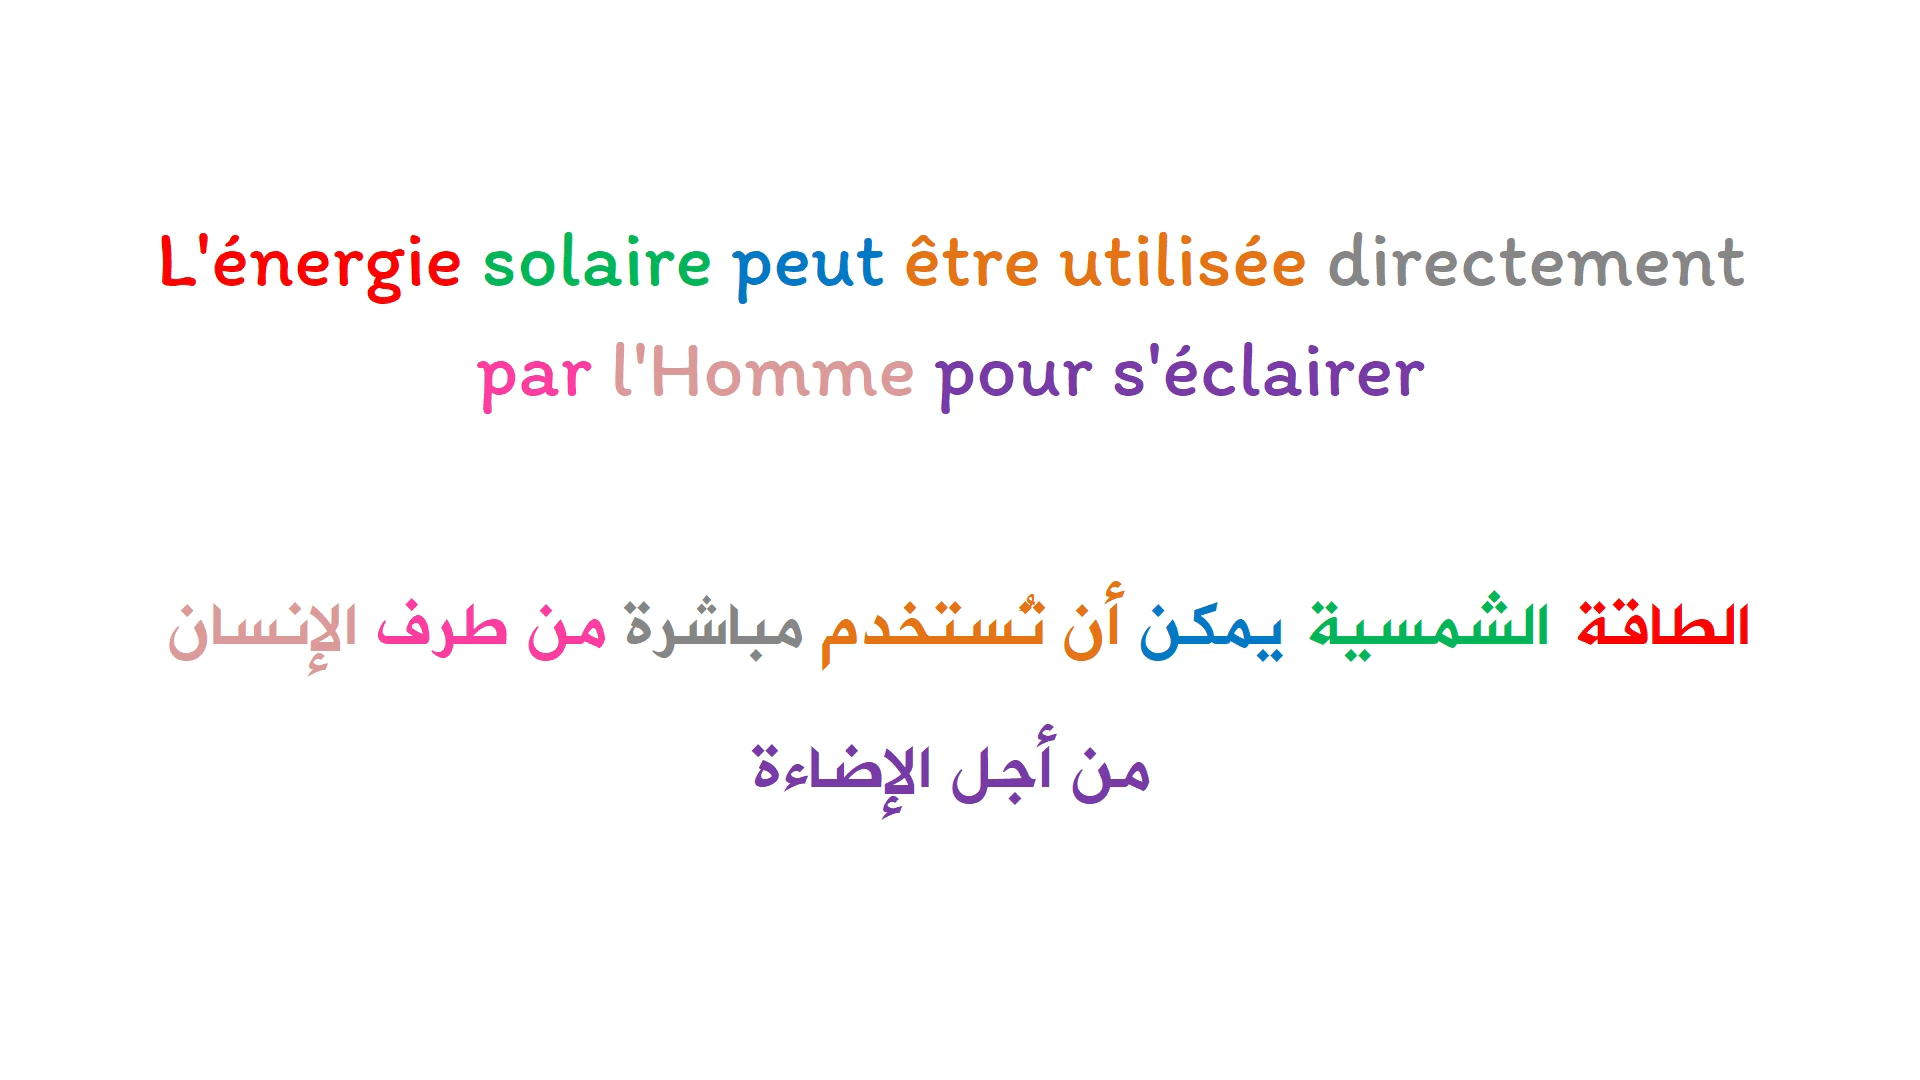 L'énergie solaire peut être utilisée directement
par l'Homme pour s'éclairer
الطاقة الشمسية يمكن أن تُستخدم مباشرة من طرف الإنسان
من أجل الإضاءة